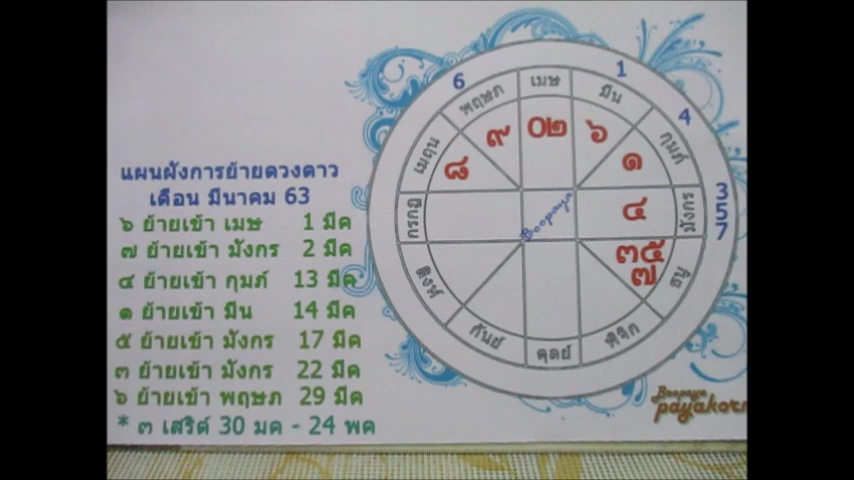 แผนผังการย้ายดวงดาว
เดือน มีนาคม 63
๖ ย้ายเข้า เมษ 1 มีค
๗ ย้ายเข้า มังกร 2 มีค
๔ ย้ายเข้า กุมภ์ 13 มีค
๑ ย้ายเข้า มีน 14 มีค
๕ ย้ายเข้า มังกร 17 มีค
๓ ย้ายเข้า มังกร 22 มีค
๖ ย้ายเข้า พฤษภ 29 มีค
* ๓ เสริด์ 30 มค - 24 พค
6
1
4
3
5
7
พฤษภ
เมษ
มีน
เมถุน
กุมภ์
กรกฎ
มังกร
สิงห์
ธนู
กันย์
ตุลย์
พิจิก
๙
๐๒
๖
๘
๑
๔
๓๕
๗
Boopaya
Boopaya
payakorn